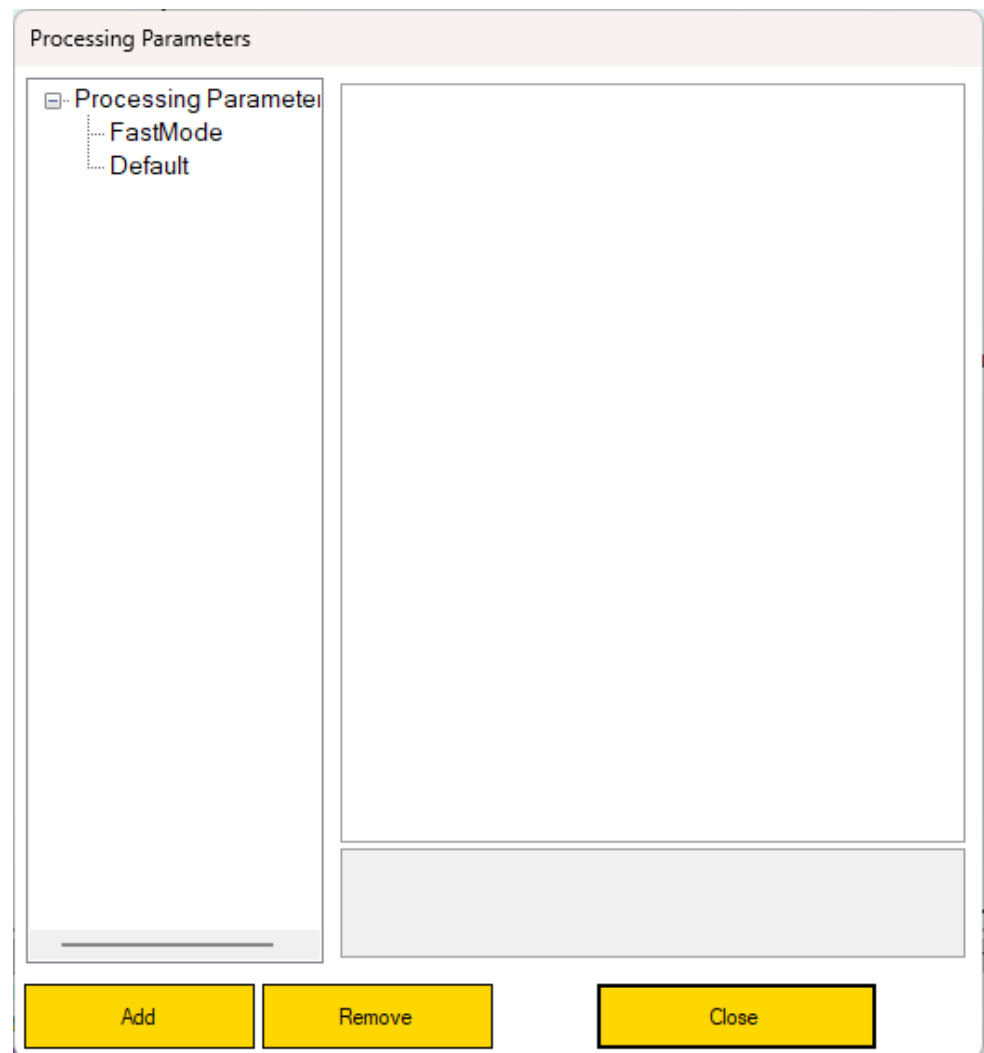 Processing Parameters
Processing Parameter
FastMode
Default
Add
Remove
Close